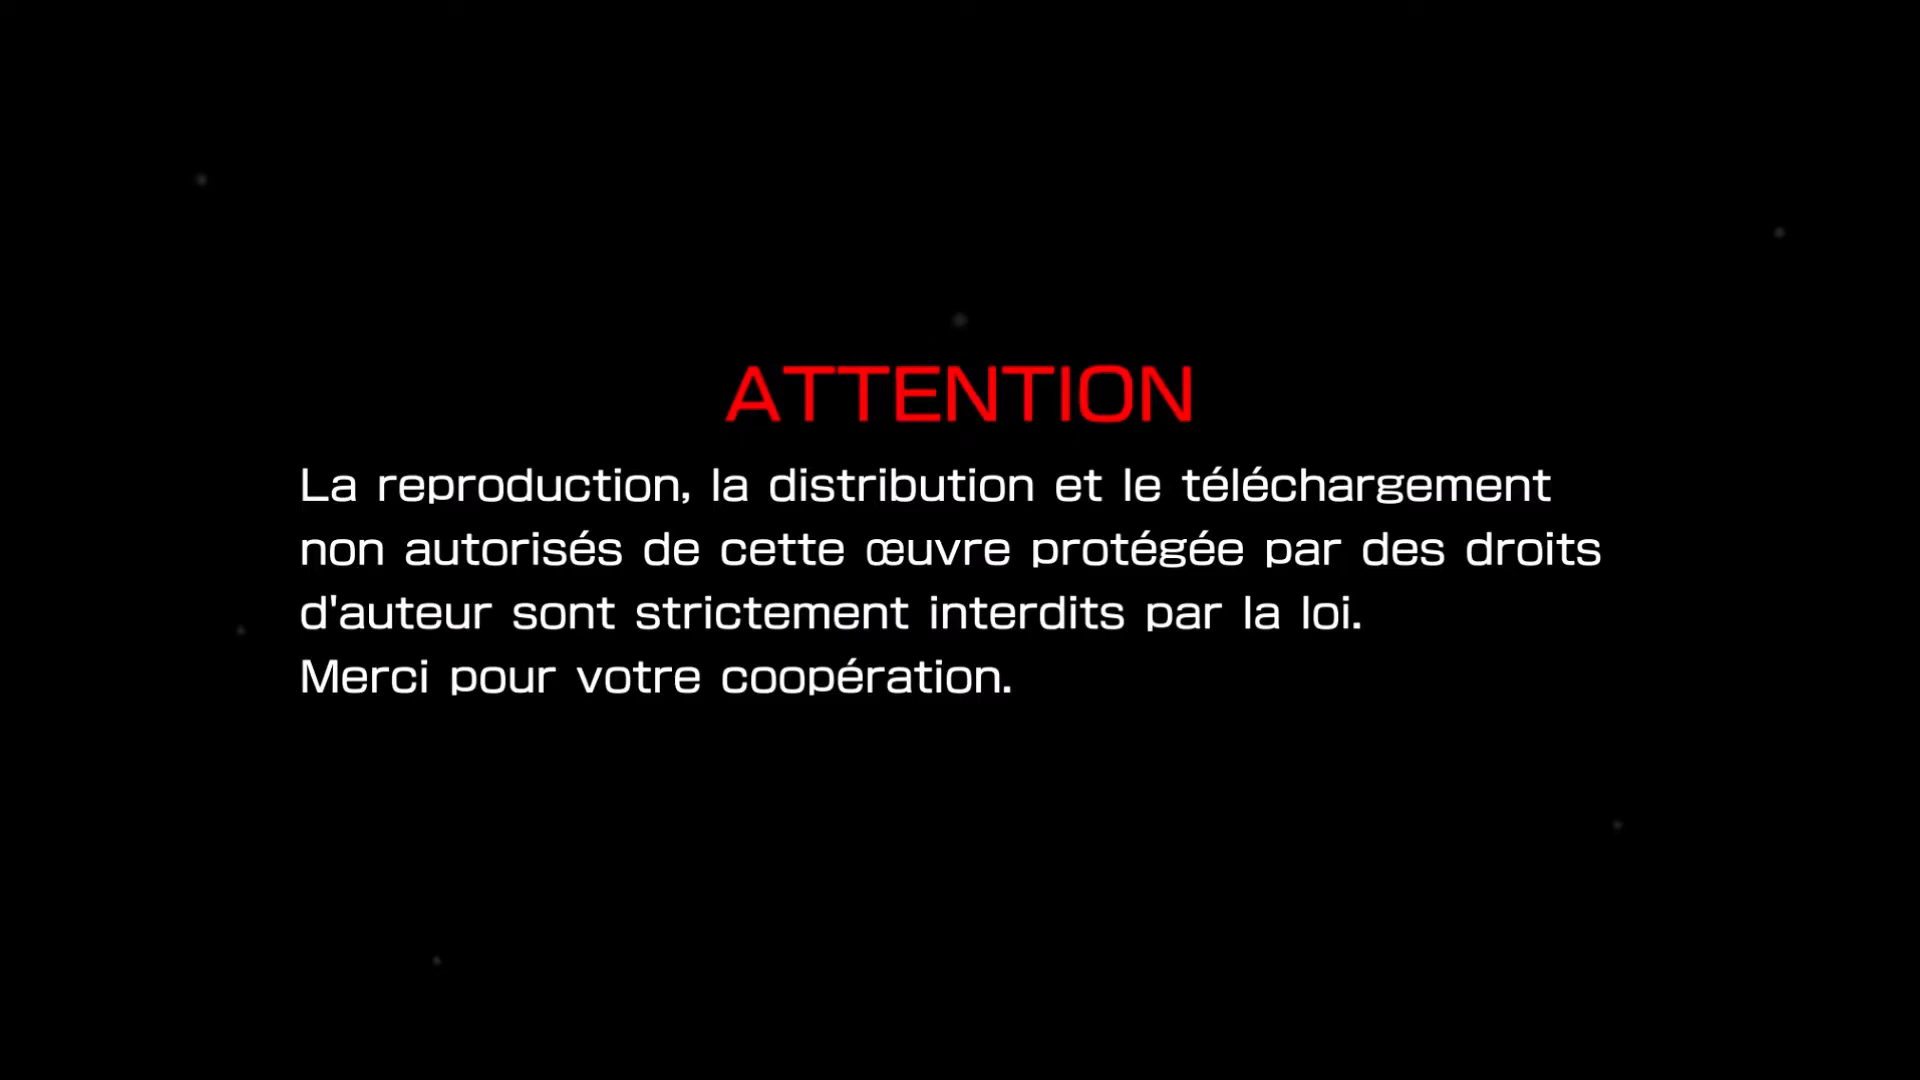 ATTENTION
La reproduction, la distribution et le téléchargement
non autorisés de cette œuvre protégée par des droits
d'auteur sont strictement interdits par la loi.
Merci pour votre coopération.